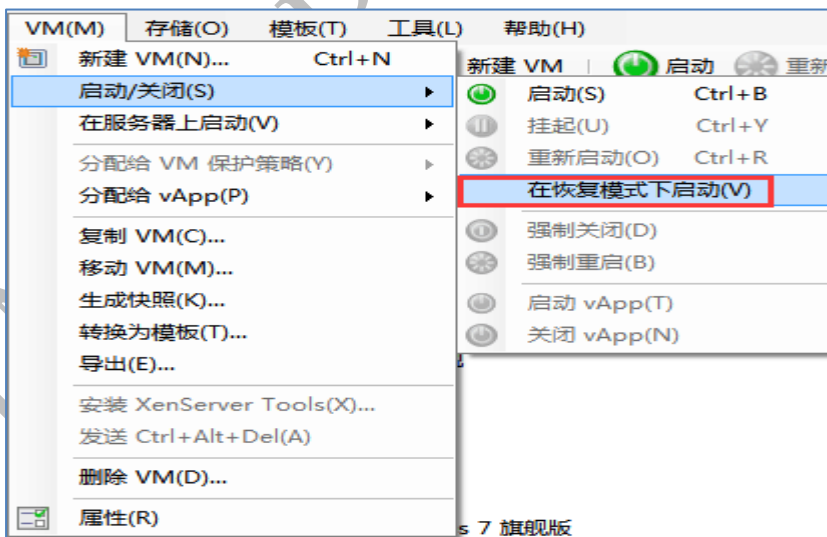 VM(M) 存储(O) 模板(T) 工具(L) 帮助(H)
新建 VM(N)... Ctrl+N
新建 VM 启动 重新
启动/关闭(S)
启动(S) Ctrl+B
在服务器上启动(V)
挂起(U) Ctrl+Y
分配给 VM 保护策略(Y)
重新启动(O) Ctrl+R
分配给 vApp(P)
在恢复模式下启动(V)
复制 VM(C)...
强制关闭(D)
移动 VM(M)...
强制重启(B)
生成快照(K)...
启动 vApp(T)
转换为模板(T)...
关闭 vApp(N)
导出(E)...
安装 XenServer Tools(X)...
发送 Ctrl+Alt+Del(A)
删除 VM(D)...
属性(R)
s 7 旗舰版